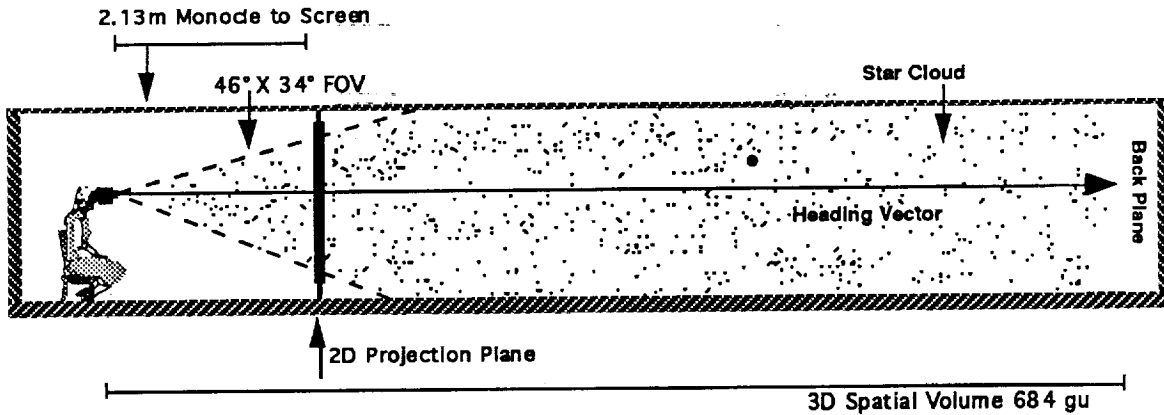 2.13m Monocle to Screen
46° X 34° FOV
Star Cloud
Back Plane
Heading Vector
2D Projection Plane
3D Spatial Volume 684 gu